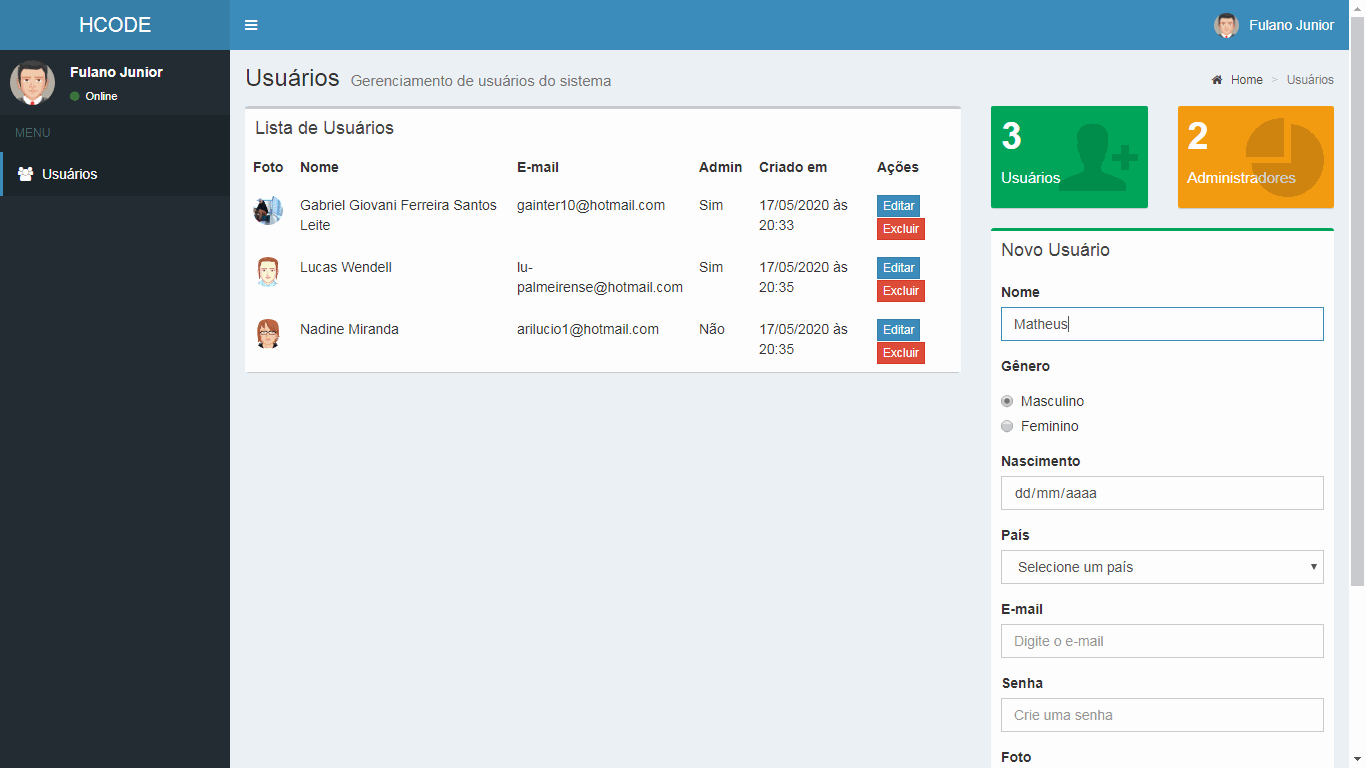 HCODE
Fulano Junior
Fulano Junior
Online
MENU
Usuários
Usuários Gerenciamento de usuários do sistema
Home > Usuários
Lista de Usuários
Foto Nome E-mail Admin Criado em Ações
Gabriel Giovani Ferreira Santos gainter10@hotmail.com Sim 17/05/2020 às Editar
Leite 20:33 Excluir
Lucas Wendell lu- Sim 17/05/2020 às Editar
palmeirense@hotmail.com 20:35 Excluir
Nadine Miranda arilucio1@hotmail.com Não 17/05/2020 às Editar
20:35 Excluir
3
Usuários
2
Administradores
Novo Usuário
Nome
Matheus
Gênero
Masculino
Feminino
Nascimento
dd/mm/aaaa
País
Selecione um país
E-mail
Digite o e-mail
Senha
Crie uma senha
Foto